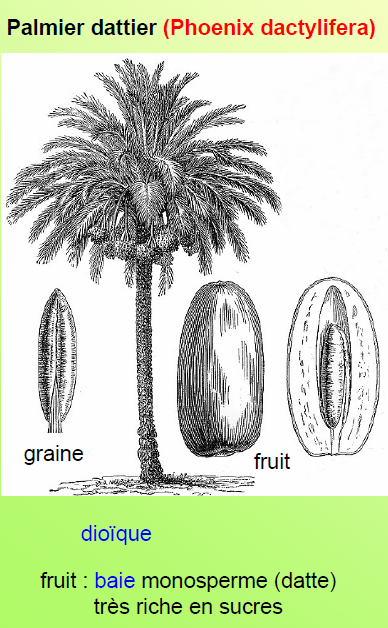 Palmier dattier (Phoenix dactylifera)
graine
fruit
dioïque
fruit : baie monosperme (datte)
très riche en sucres